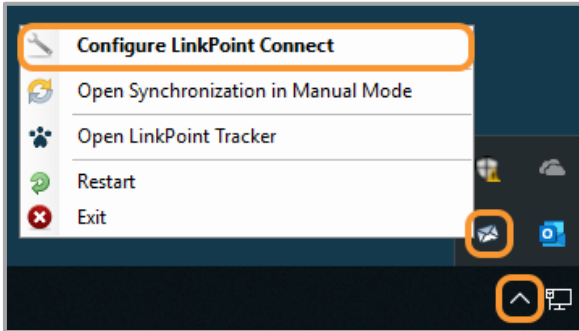 Configure LinkPoint Connect
Open Synchronization in Manual Mode
Open LinkPoint Tracker
Restart
Exit